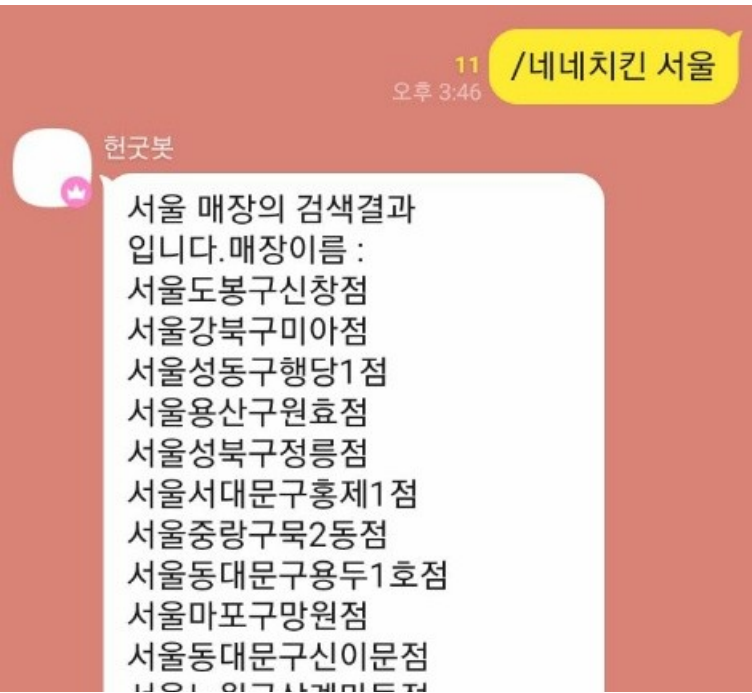 /네네치킨 서울
11
오후 3:46
헌굿봇
서울 매장의 검색결과
입니다.매장이름 :
서울도봉구신창점
서울강북구미아점
서울성동구행당1점
서울용산구원효점
서울성북구정릉점
서울서대문구홍제1점
서울중랑구묵2동점
서울동대문구용두1호점
서울마포구망원점
서울동대문구신이문점